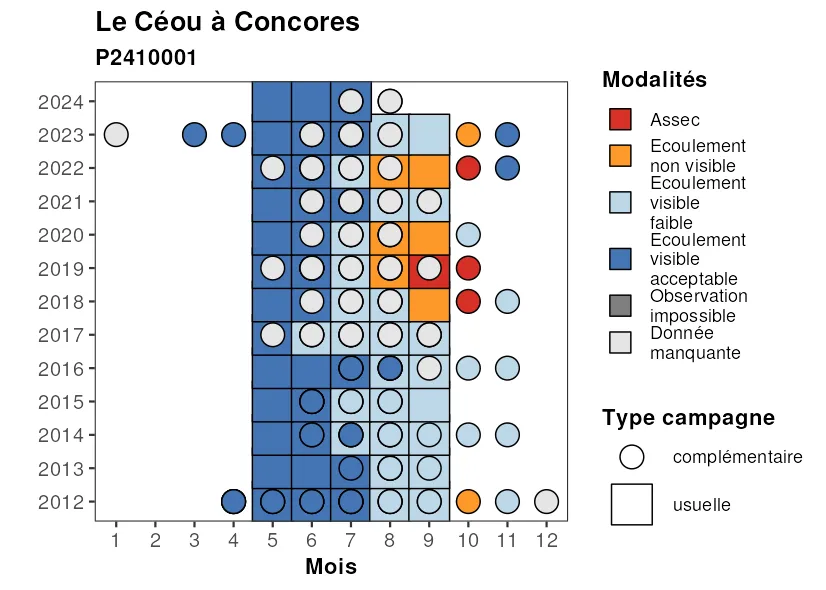 Le Céou à Concores
P2410001
2024
2023
2022
2021
2020
2019
2018
2017
2016
2015
2014
2013
2012
1 2 3 4 5 6 7 8 9 10 11 12
Mois
Modalités
Assec
Ecoulement
non visible
Ecoulement
visible
faible
Ecoulement
visible
acceptable
Observation
impossible
Donnée
manquante
Type campagne
complémentaire
usuelle